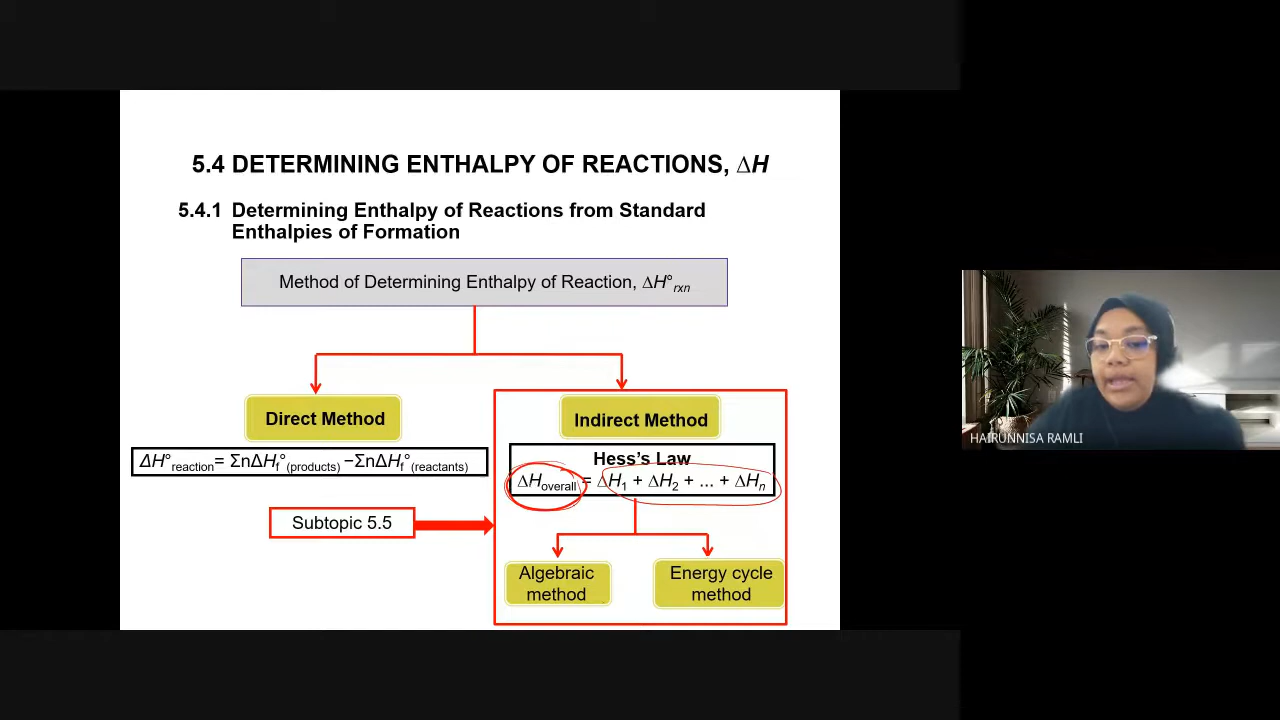 5.4 DETERMINING ENTHALPY OF REACTIONS, ΔH
5.4.1 Determining Enthalpy of Reactions from Standard
Enthalpies of Formation
Method of Determining Enthalpy of Reaction, ΔH°rxn
Direct Method
ΔH°reaction= ΣnΔHf°(products) −ΣnΔHf°(reactants)
Indirect Method
Hess's Law
ΔHoverall = ΔH1 + ΔH2 + ... + ΔHn
Subtopic 5.5
Algebraic
method
Energy cycle
method
HAIRUNNISA RAMLI